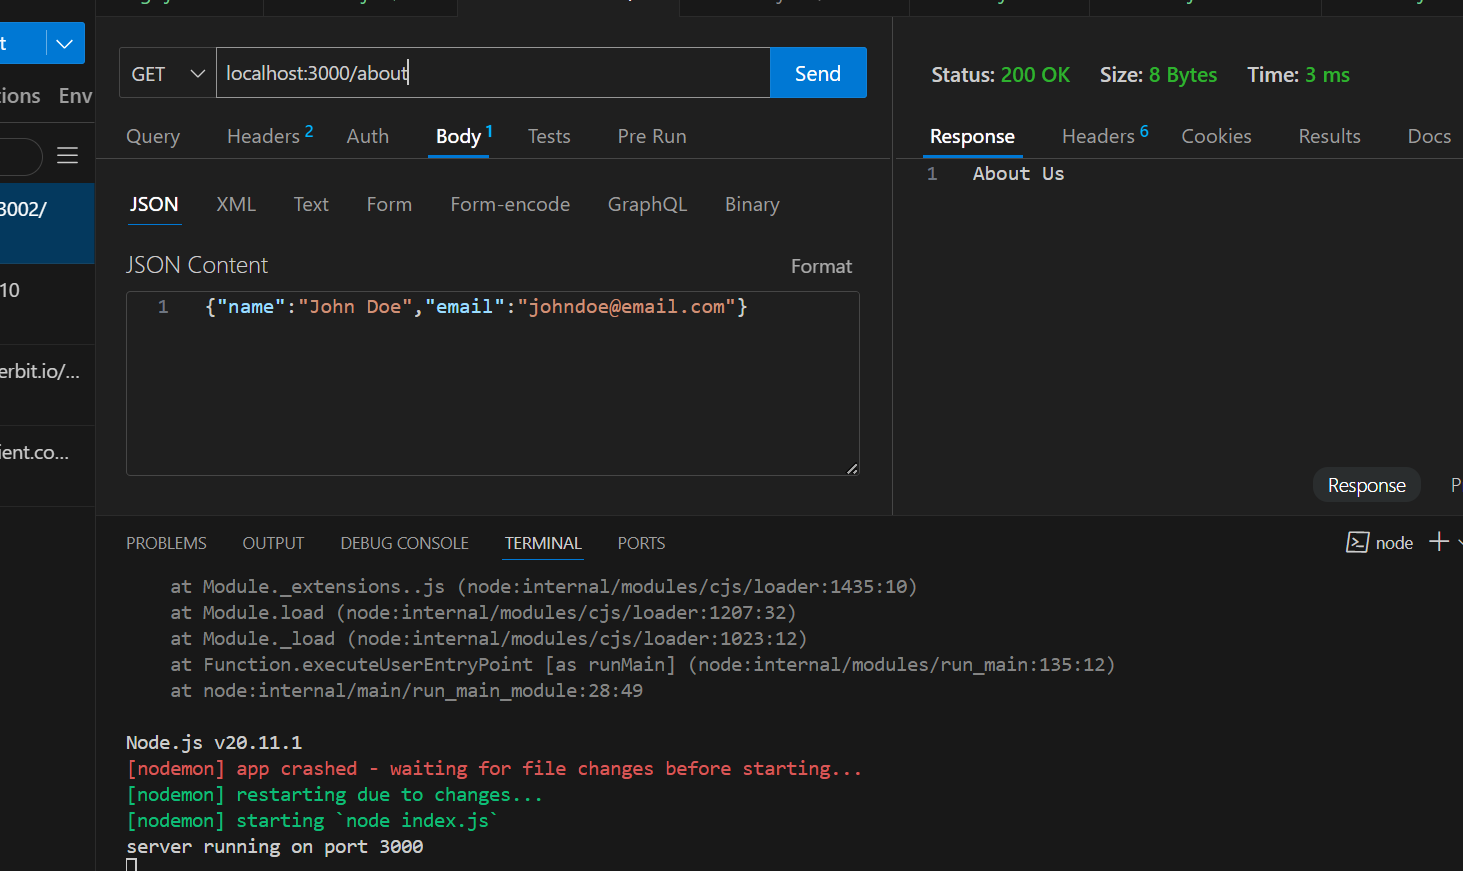 t
GET localhost:3000/about Send
Status: 200 OK Size: 8 Bytes Time: 3 ms
ions Env
Query Headers 2 Auth Body 1 Tests Pre Run
Response Headers 6 Cookies Results Docs
1 About Us
3002/
JSON XML Text Form Form-encode GraphQL Binary
JSON Content Format
10
1 {"name":"John Doe","email":"johndoe@email.com"}
erbit.io/...
ient.co...
Response P
PROBLEMS OUTPUT DEBUG CONSOLE TERMINAL PORTS node
at Module._extensions..js (node:internal/modules/cjs/loader:1435:10)
at Module.load (node:internal/modules/cjs/loader:1207:32)
at Module._load (node:internal/modules/cjs/loader:1023:12)
at Function.executeUserEntryPoint [as runMain] (node:internal/modules/run_main:135:12)
at node:internal/main/run_main_module:28:49
Node.js v20.11.1
[nodemon] app crashed - waiting for file changes before starting...
[nodemon] restarting due to changes...
[nodemon] starting `node index.js`
server running on port 3000